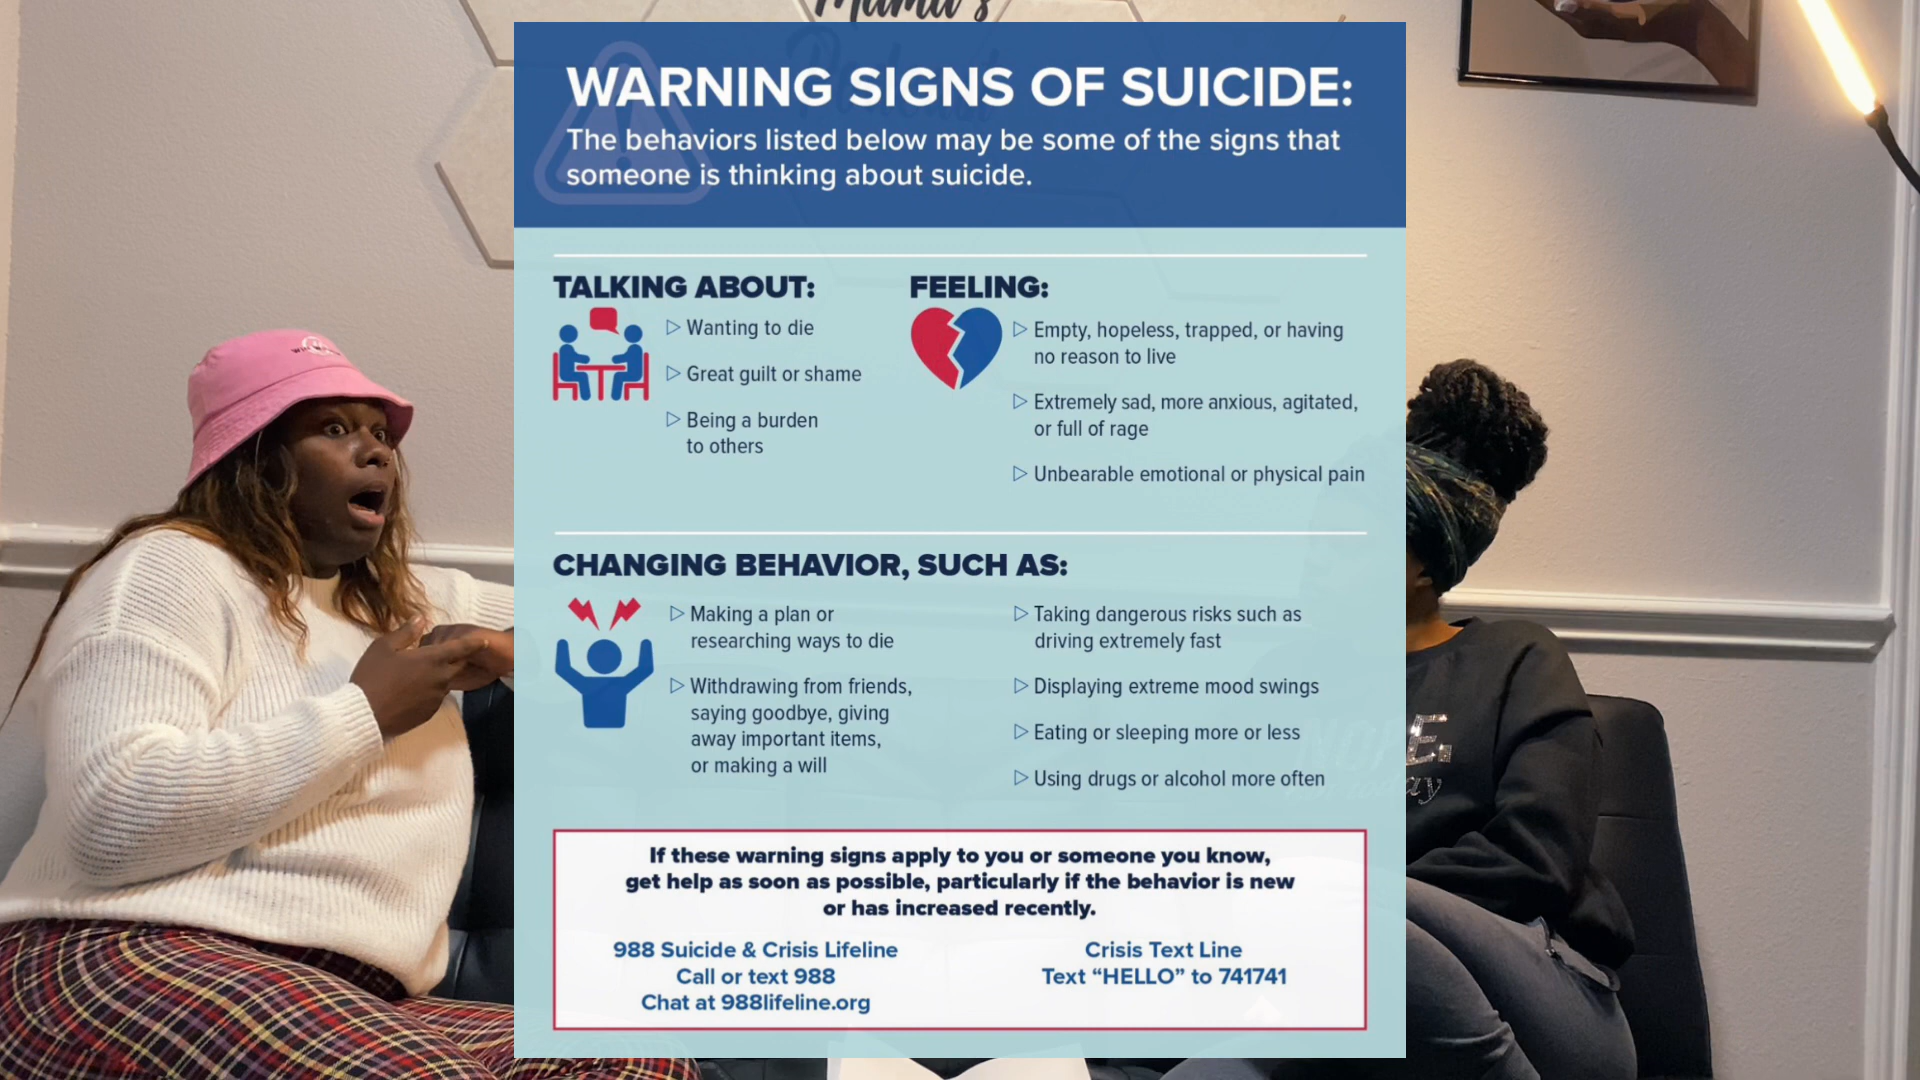 Mama's
WARNING SIGNS OF SUICIDE:
The behaviors listed below may be some of the signs that
someone is thinking about suicide.
TALKING ABOUT:
▷ Wanting to die
▷ Great guilt or shame
▷ Being a burden
to others
FEELING:
▷ Empty, hopeless, trapped, or having
no reason to live
▷ Extremely sad, more anxious, agitated,
or full of rage
▷ Unbearable emotional or physical pain
CHANGING BEHAVIOR, SUCH AS:
▷ Making a plan or
researching ways to die
▷ Withdrawing from friends,
saying goodbye, giving
away important items,
or making a will
▷ Taking dangerous risks such as
driving extremely fast
▷ Displaying extreme mood swings
▷ Eating or sleeping more or less
▷ Using drugs or alcohol more often
If these warning signs apply to you or someone you know,
get help as soon as possible, particularly if the behavior is new
or has increased recently.
988 Suicide & Crisis Lifeline
Call or text 988
Chat at 988lifeline.org
Crisis Text Line
Text “HELLO” to 741741